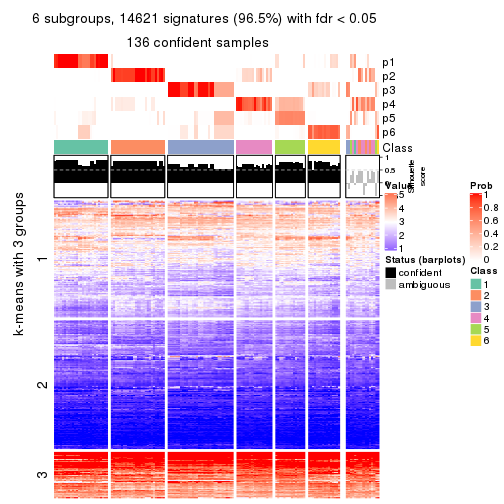 6 subgroups, 14621 signatures (96.5%) with fdr < 0.05
136 confident samples
p1
p2
p3
p4
p5
p6
Class
1
0.5
0
Silhouette
score
k-means with 3 groups
1
2
3
Value
5
4
3
2
1
Status (barplots)
confident
ambiguous
Prob
1
0.8
0.6
0.4
0.2
0
Class
1
2
3
4
5
6